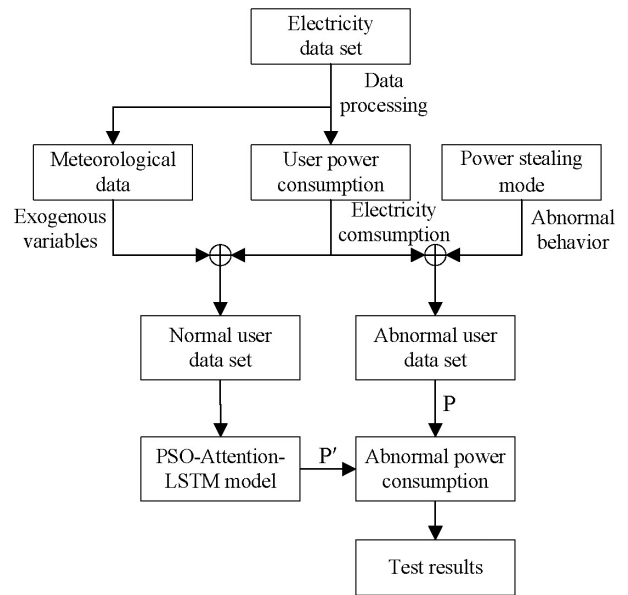 Electricity
data set
Data
processing
Meteorological
data
User power
consumption
Power stealing
mode
Exogenous
variables
Electricity
comsumption
Abnormal
behavior
Normal user
data set
Abnormal user
data set
P
PSO-Attention-
LSTM model
P′
Abnormal power
consumption
Test results